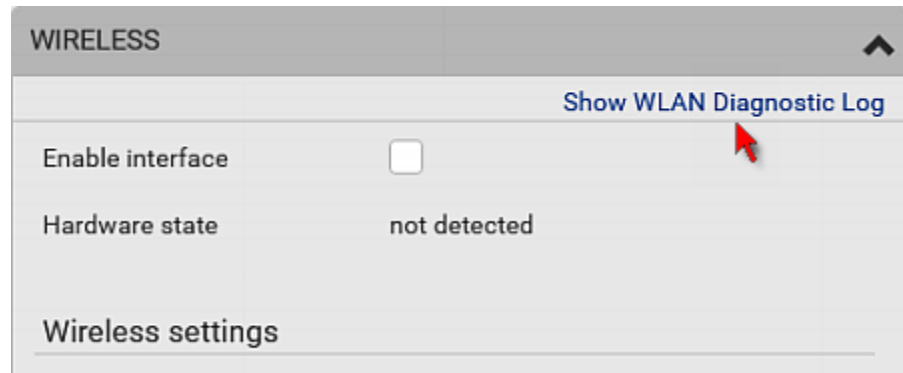 WIRELESS
Show WLAN Diagnostic Log
Enable interface
Hardware state not detected
Wireless settings